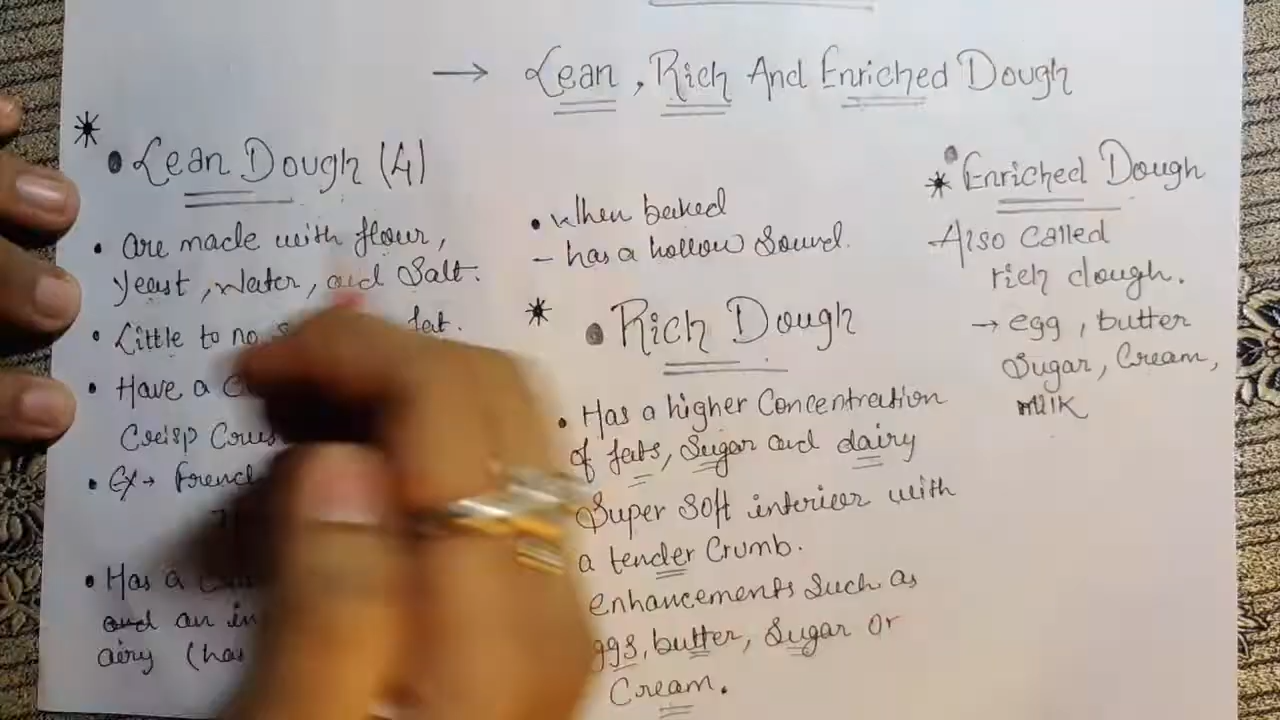 → Lean, Rich And Enriched Dough
* • Lean Dough (4)
• are made with flour,
yeast, water, and Salt.
• Little to no fat.
• Have a
Crisp
• Ex → French
• Has a
and an
airy
• When baked
- has a hollow Sound.
* • Rich Dough
• Has a higher Concentration
of fats, Sugar and dairy
Super Soft interior with
a tender Crumb.
enhancements Such as
ggs, butter, Sugar or
Cream.
* • Enriched Dough
Also called
rich dough.
→ egg, butter
Sugar, Cream,
milk